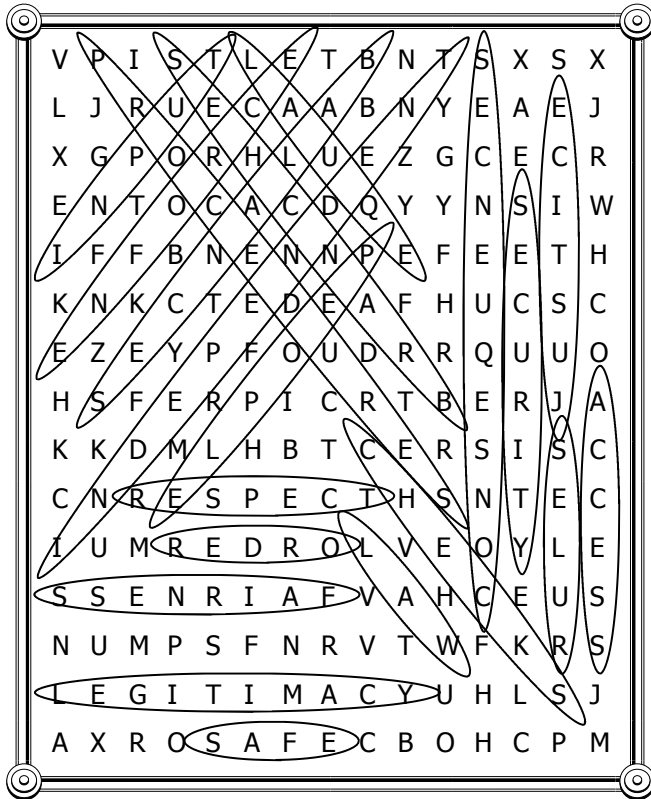 V P I S T L E T B N T S X S X
L J R U E C A A B N Y E A E J
X G P O R H L U E Z G C E C R
E N T O C A C D Q Y Y N S I W
I F F B N E N N P E F E E T H
K N K C T E D E A F H U C S C
E Z E Y P F O U D R R Q U U O
H S F E R P I C R T B E R J A
K K D M L H B T C E R S I S C
C N R E S P E C T H S N T E C
I U M R E D R O L V E O Y L E
S S E N R I A F V A H C E U S
N U M P S F N R V T W F K R S
L E G I T I M A C Y U H L S J
A X R O S A F E C B O H C P M